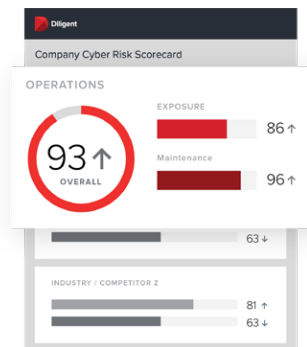 Diligent
Company Cyber Risk Scorecard
OPERATIONS
93↑
OVERALL
EXPOSURE
86↑
Maintenance
96↑
63↓
INDUSTRY / COMPETITOR Z
81↑
63↓